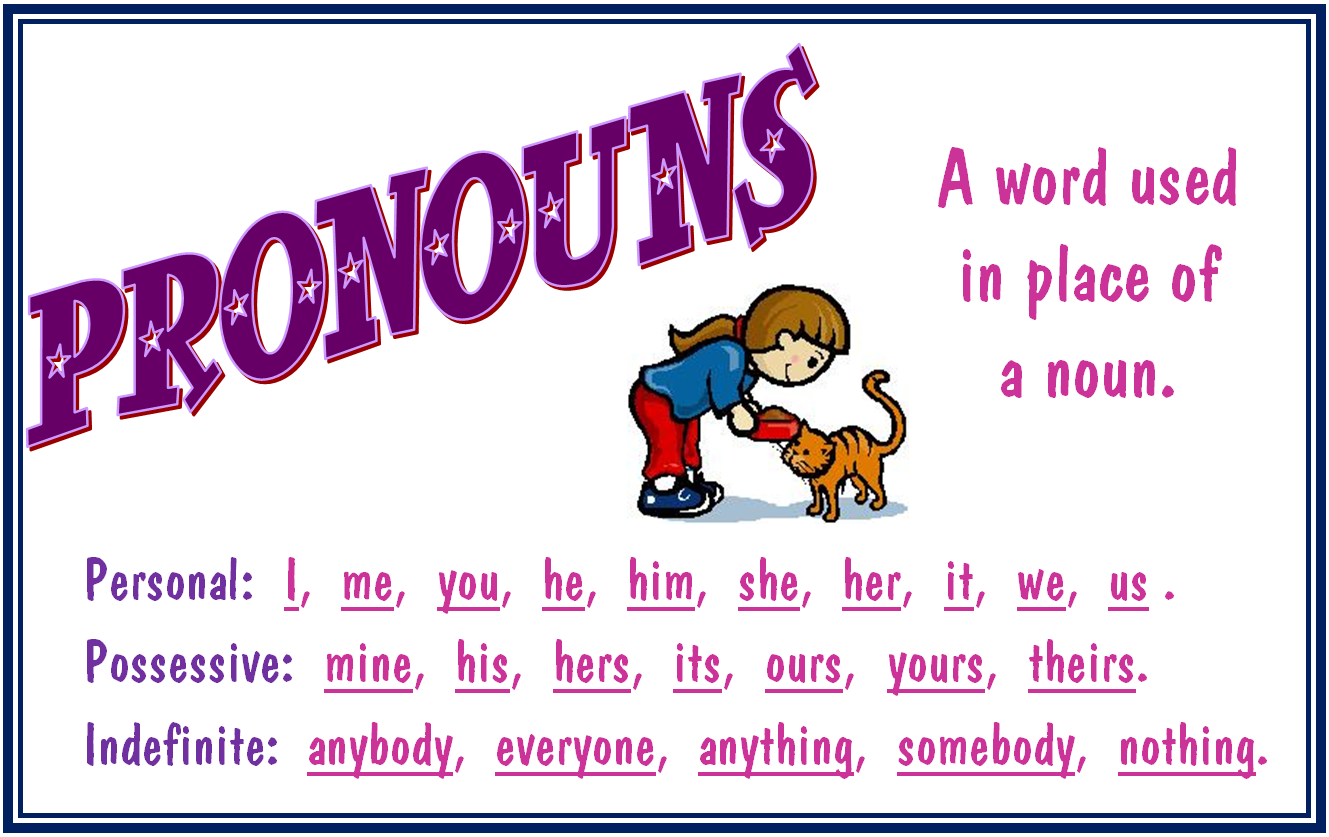 PRONOUNS
A word used
in place of
a noun.
Personal: I, me, you, he, him, she, her, it, we, us .
Possessive: mine, his, hers, its, ours, yours, theirs.
Indefinite: anybody, everyone, anything, somebody, nothing.